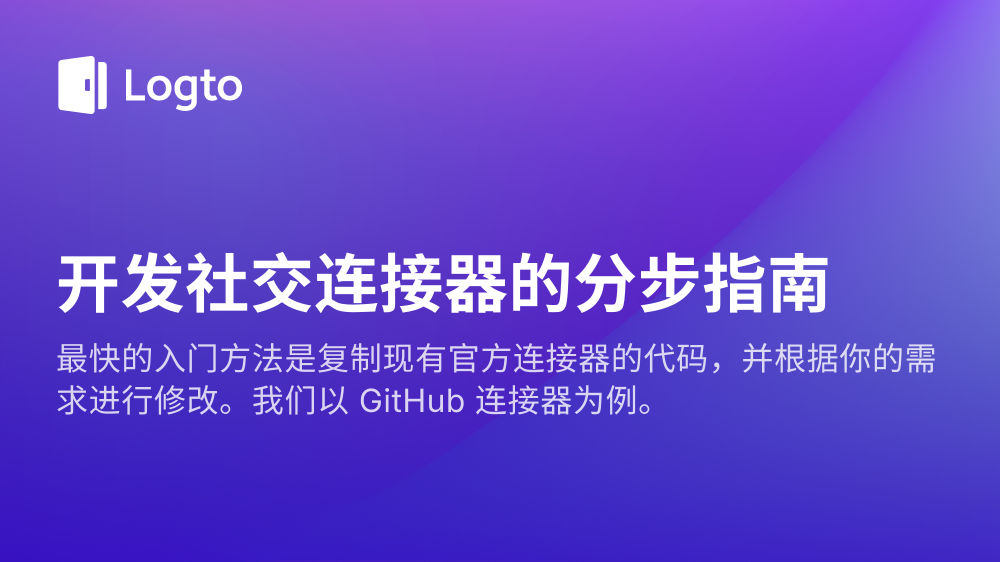 Logto
开发社交连接器的分步指南
最快的入门方法是复制现有官方连接器的代码，并根据你的需
求进行修改。我们以 GitHub 连接器为例。